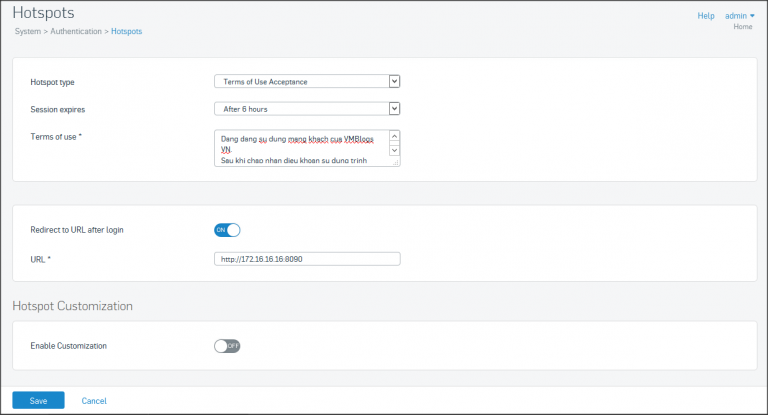 Hotspots
Help admin
Home
System > Authentication > Hotspots
Hotspot type Terms of Use Acceptance
Session expires After 6 hours
Terms of use * Dang dang su dung mang khach cua VMBlogs
VN.
Sau khi chap nhan dieu khoan su dung trinh
Redirect to URL after login ON
URL * http://172.16.16.16:8090
Hotspot Customization
Enable Customization OFF
Save Cancel